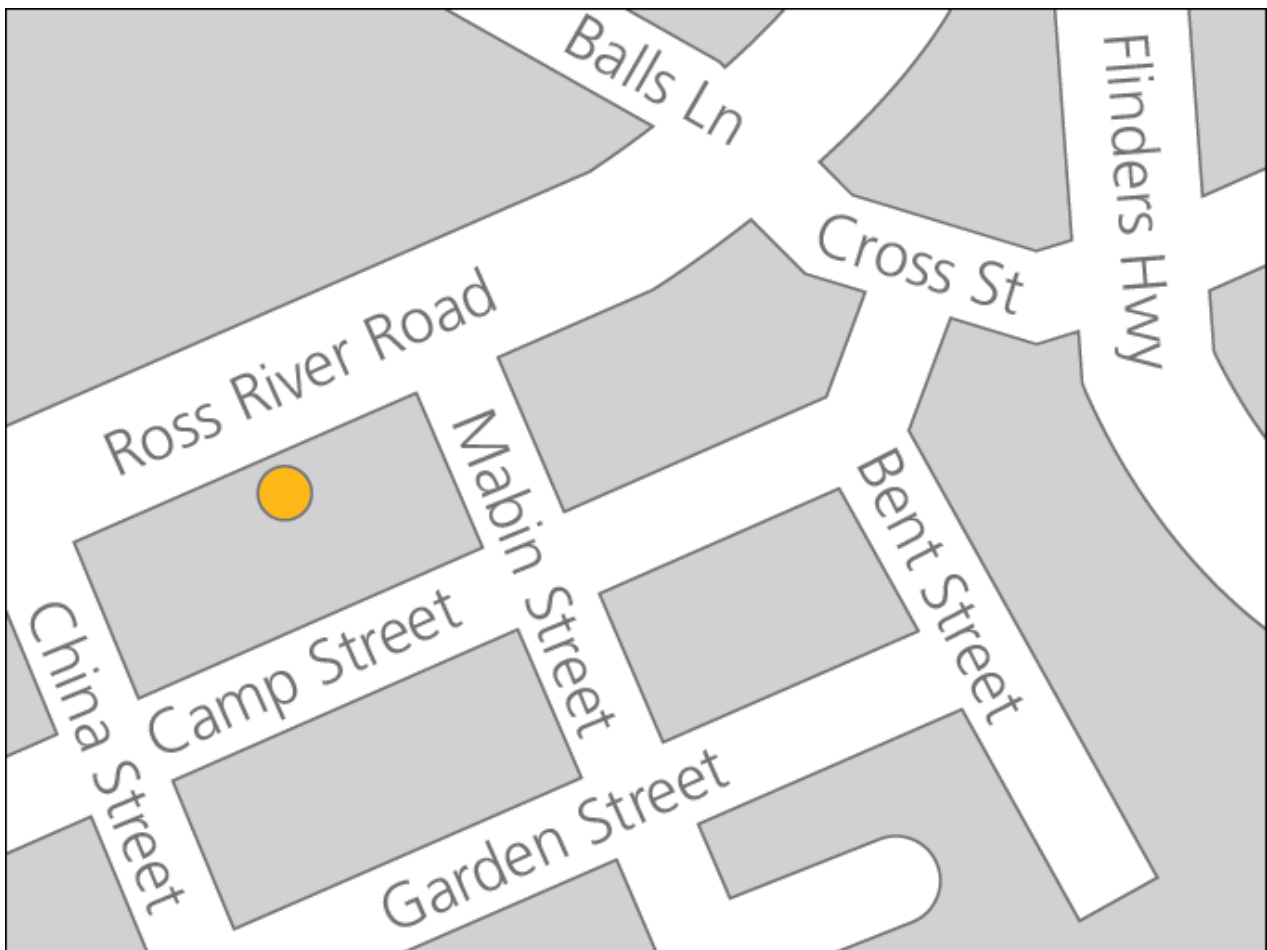 Balls Ln
Flinders Hwy
Cross St
Ross River Road
Mabin Street
Bent Street
Camp Street
China Street
Garden Street